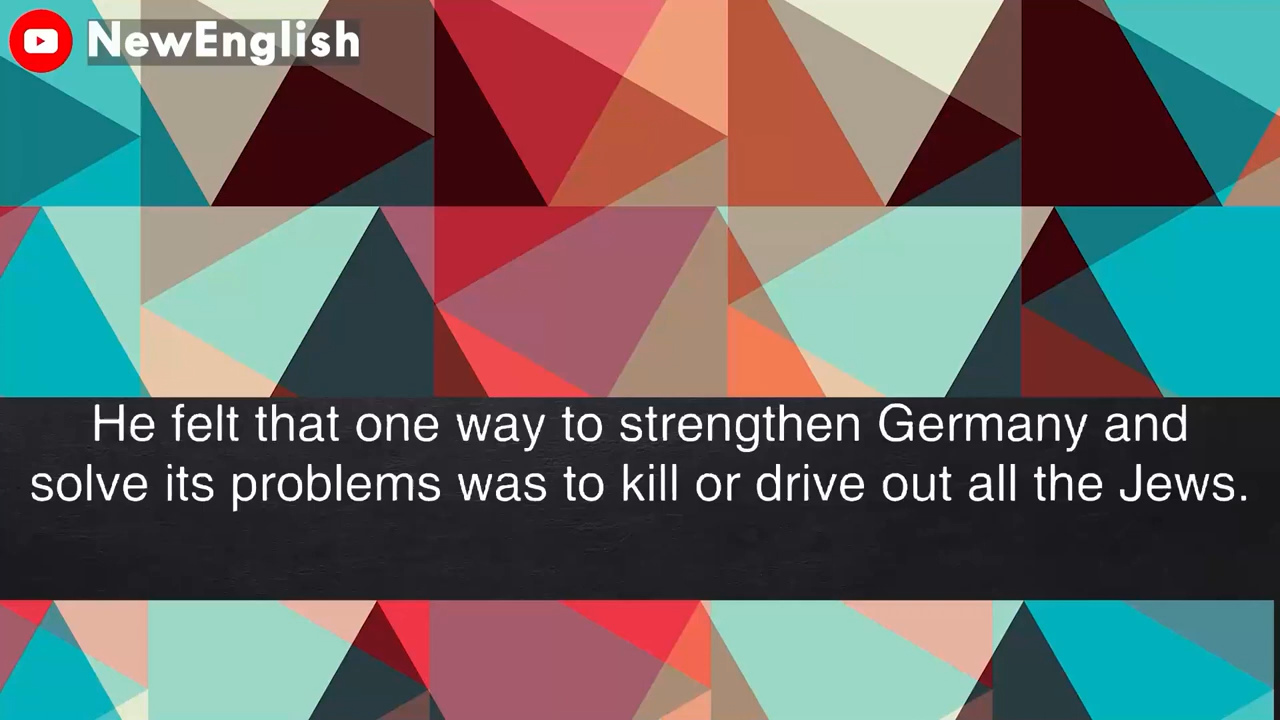 NewEnglish
He felt that one way to strengthen Germany and
solve its problems was to kill or drive out all the Jews.